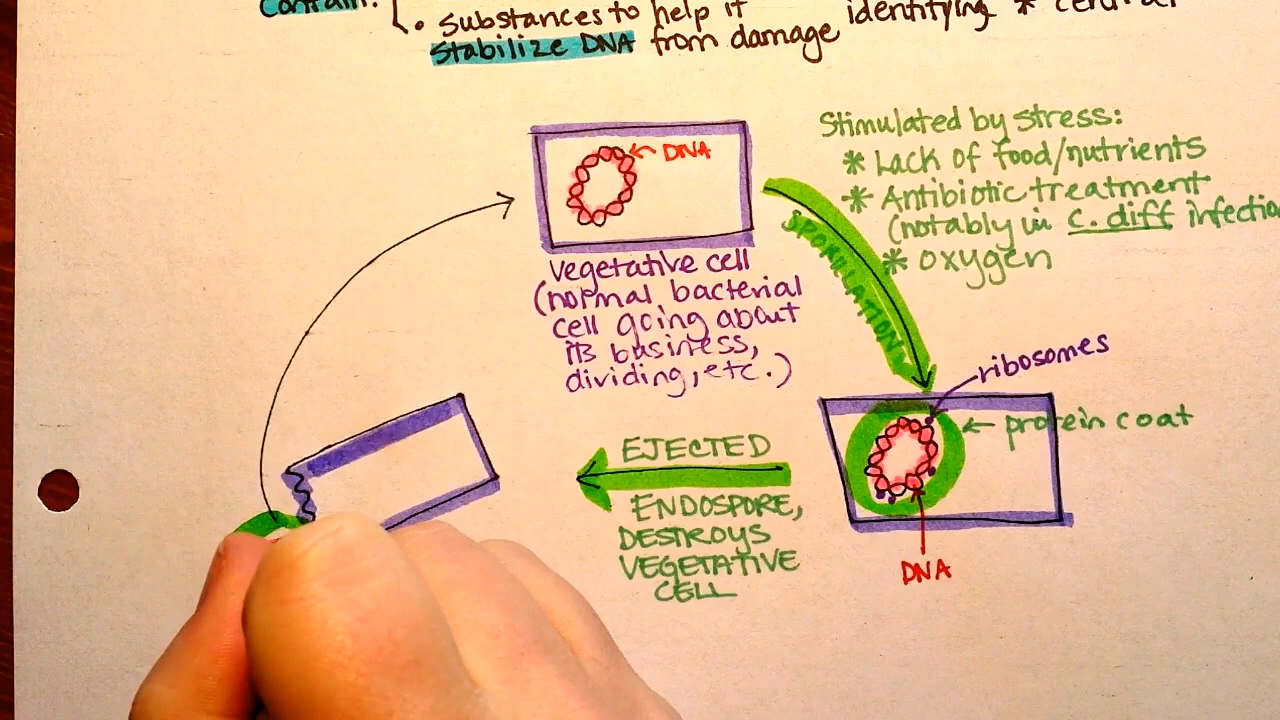 Contain:
• Substances to help it
stabilize DNA from damage
identifying * central
DNA
Vegetative cell
(normal bacterial
cell going about
its business,
dividing, etc.)
SPORULATION
Stimulated by stress:
* Lack of food/nutrients
* Antibiotic treatment
(notably in C. diff infectio
* oxygen
ribosomes
protein coat
DNA
EJECTED
ENDOSPORE,
DESTROYS
VEGETATIVE
CELL